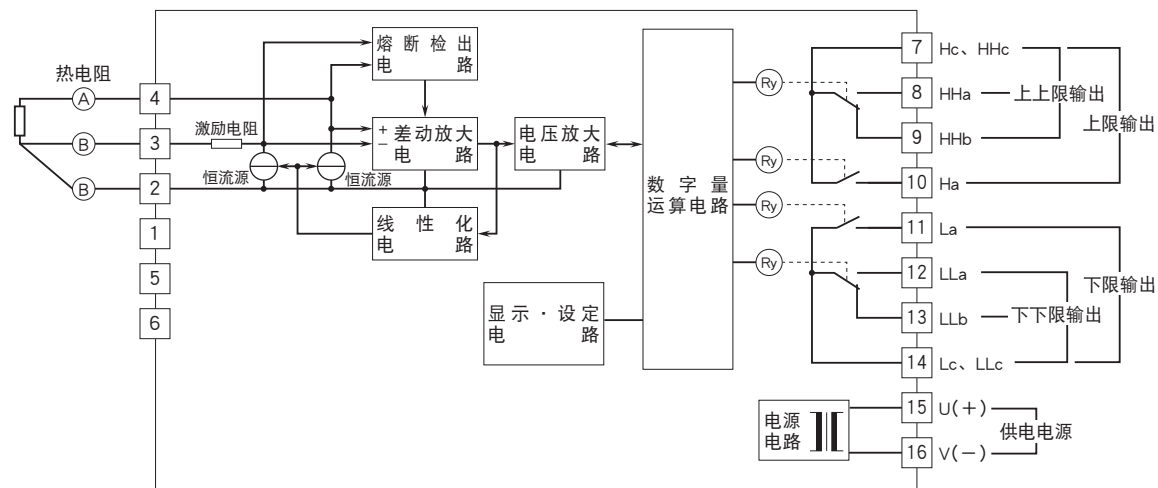 热电阻
A
B
B
4
3
2
1
5
6
激励电阻
恒流源
恒流源
熔断检出
电路
+
−
差动放大
电路
线性化
电路
电压放大
电路
显示·设定
电路
数字量
运算电路
Ry
Ry
Ry
Ry
7 Hc、HHc
8 HHa 上上限输出
9 HHb
上限输出
10 Ha
11 La
12 LLa
下限输出
13 LLb 下下限输出
14 Lc、LLc
电源
电路
15 U(+)
供电电源
16 V(−)